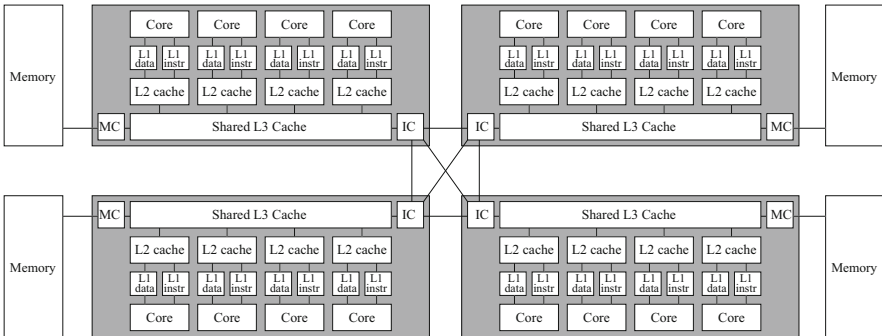 Core Core Core Core Core Core Core Core
L1 data L1 instr L1 data L1 instr L1 data L1 instr L1 data L1 instr L1 data L1 instr L1 data L1 instr L1 data L1 instr L1 data L1 instr
Memory Memory
L2 cache L2 cache L2 cache L2 cache L2 cache L2 cache L2 cache L2 cache
MC Shared L3 Cache IC IC Shared L3 Cache MC
MC Shared L3 Cache IC IC Shared L3 Cache MC
L2 cache L2 cache L2 cache L2 cache L2 cache L2 cache L2 cache L2 cache
Memory Memory
L1 data L1 instr L1 data L1 instr L1 data L1 instr L1 data L1 instr L1 data L1 instr L1 data L1 instr L1 data L1 instr L1 data L1 instr
Core Core Core Core Core Core Core Core